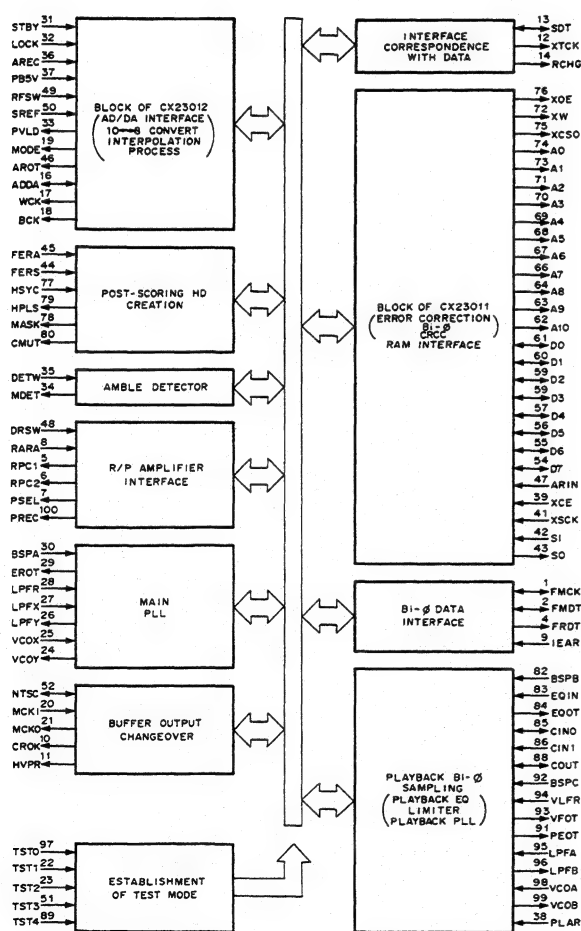 STBY 31
LOCK 32
AREC 36
PB5V 37
RFSW 49
SREF 50
PVLD 33
MODE 19
AROT 46
ADDA 16
WCK 17
BCK 18
BLOCK OF CX23012
(AD/DA INTERFACE
10↔8 CONVERT
INTERPOLATION
PROCESS)
FERA 45
FERS 44
HSYC 77
HPLS 79
MASK 78
CMUT 80
POST-SCORING HD
CREATION
DETW 35
MDET 34
AMBLE DETECTOR
DRSW 48
RARA 8
RPC1 5
RPC2 6
PSEL 7
PREC 100
R/P AMPLIFIER
INTERFACE
BSPA 30
EROT 29
LPFR 28
LPFX 27
LPFY 26
VCOX 25
VCOY 24
MAIN
PLL
NTSC 52
MCKI 20
MCKO 21
CROK 10
HVPR 11
BUFFER OUTPUT
CHANGEOVER
TST0 97
TST1 22
TST2 23
TST3 51
TST4 89
ESTABLISHMENT
OF TEST MODE
INTERFACE
CORRESPONDENCE
WITH DATA
13 SDT
12 XTCK
14 RCHG
BLOCK OF CX23011
(ERROR CORRECTION
Bi-Ø
CRCC
RAM INTERFACE)
76 XOE
72 XW
75 XCSO
74 A0
73 A1
71 A2
70 A3
69 A4
68 A5
67 A6
66 A7
64 A8
63 A9
62 A10
61 D0
60 D1
59 D2
59 D3
57 D4
56 D5
55 D6
54 D7
47 ARIN
39 XCE
41 XSCK
42 SI
43 SO
Bi-Ø DATA
INTERFACE
1 FMCK
2 FMDT
4 FRDT
9 IEAR
PLAYBACK Bi-Ø
SAMPLING
(PLAYBACK EQ
LIMITER
PLAYBACK PLL)
82 BSPB
83 EQIN
84 EQOT
85 CIN0
86 CIN1
88 COUT
92 BSPC
94 VLFR
93 VFOT
91 PEOT
95 LPFA
96 LPFB
98 VCOA
99 VCOB
38 PLAR